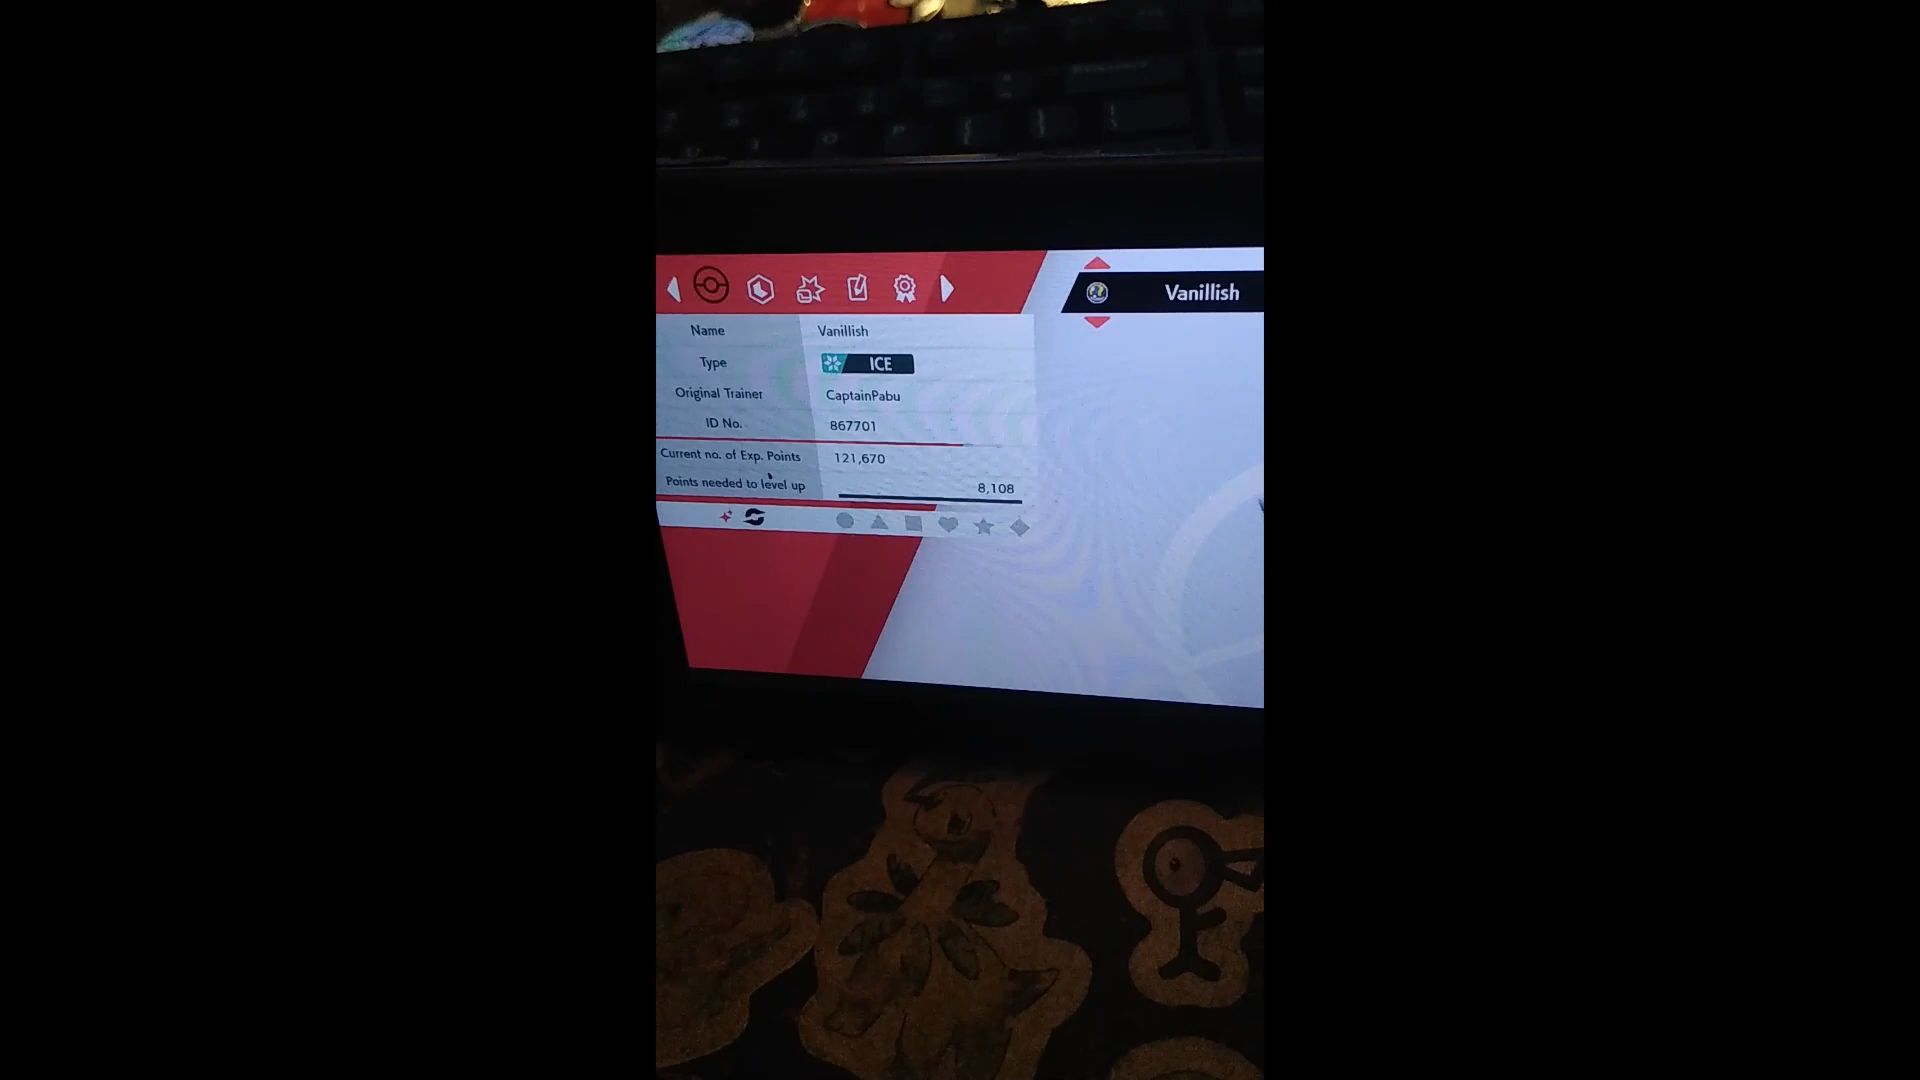 O P
Vanillish
Name Vanillish
Type ICE
Original Trainer CaptainPabu
ID No. 867701
Current no. of Exp. Points 121,670
Points needed to level up 8,108